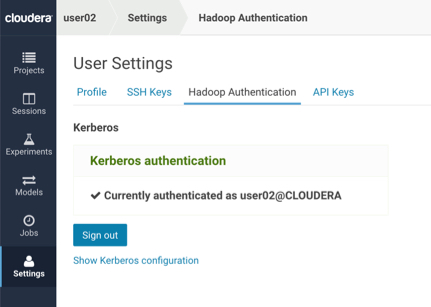 cloudera user02 Settings Hadoop Authentication
User Settings
Projects
Profile SSH Keys Hadoop Authentication API Keys
Sessions
Kerberos
Experiments
Kerberos authentication
Models
Currently authenticated as user02@CLOUDERA
Jobs
Sign out
Settings
Show Kerberos configuration